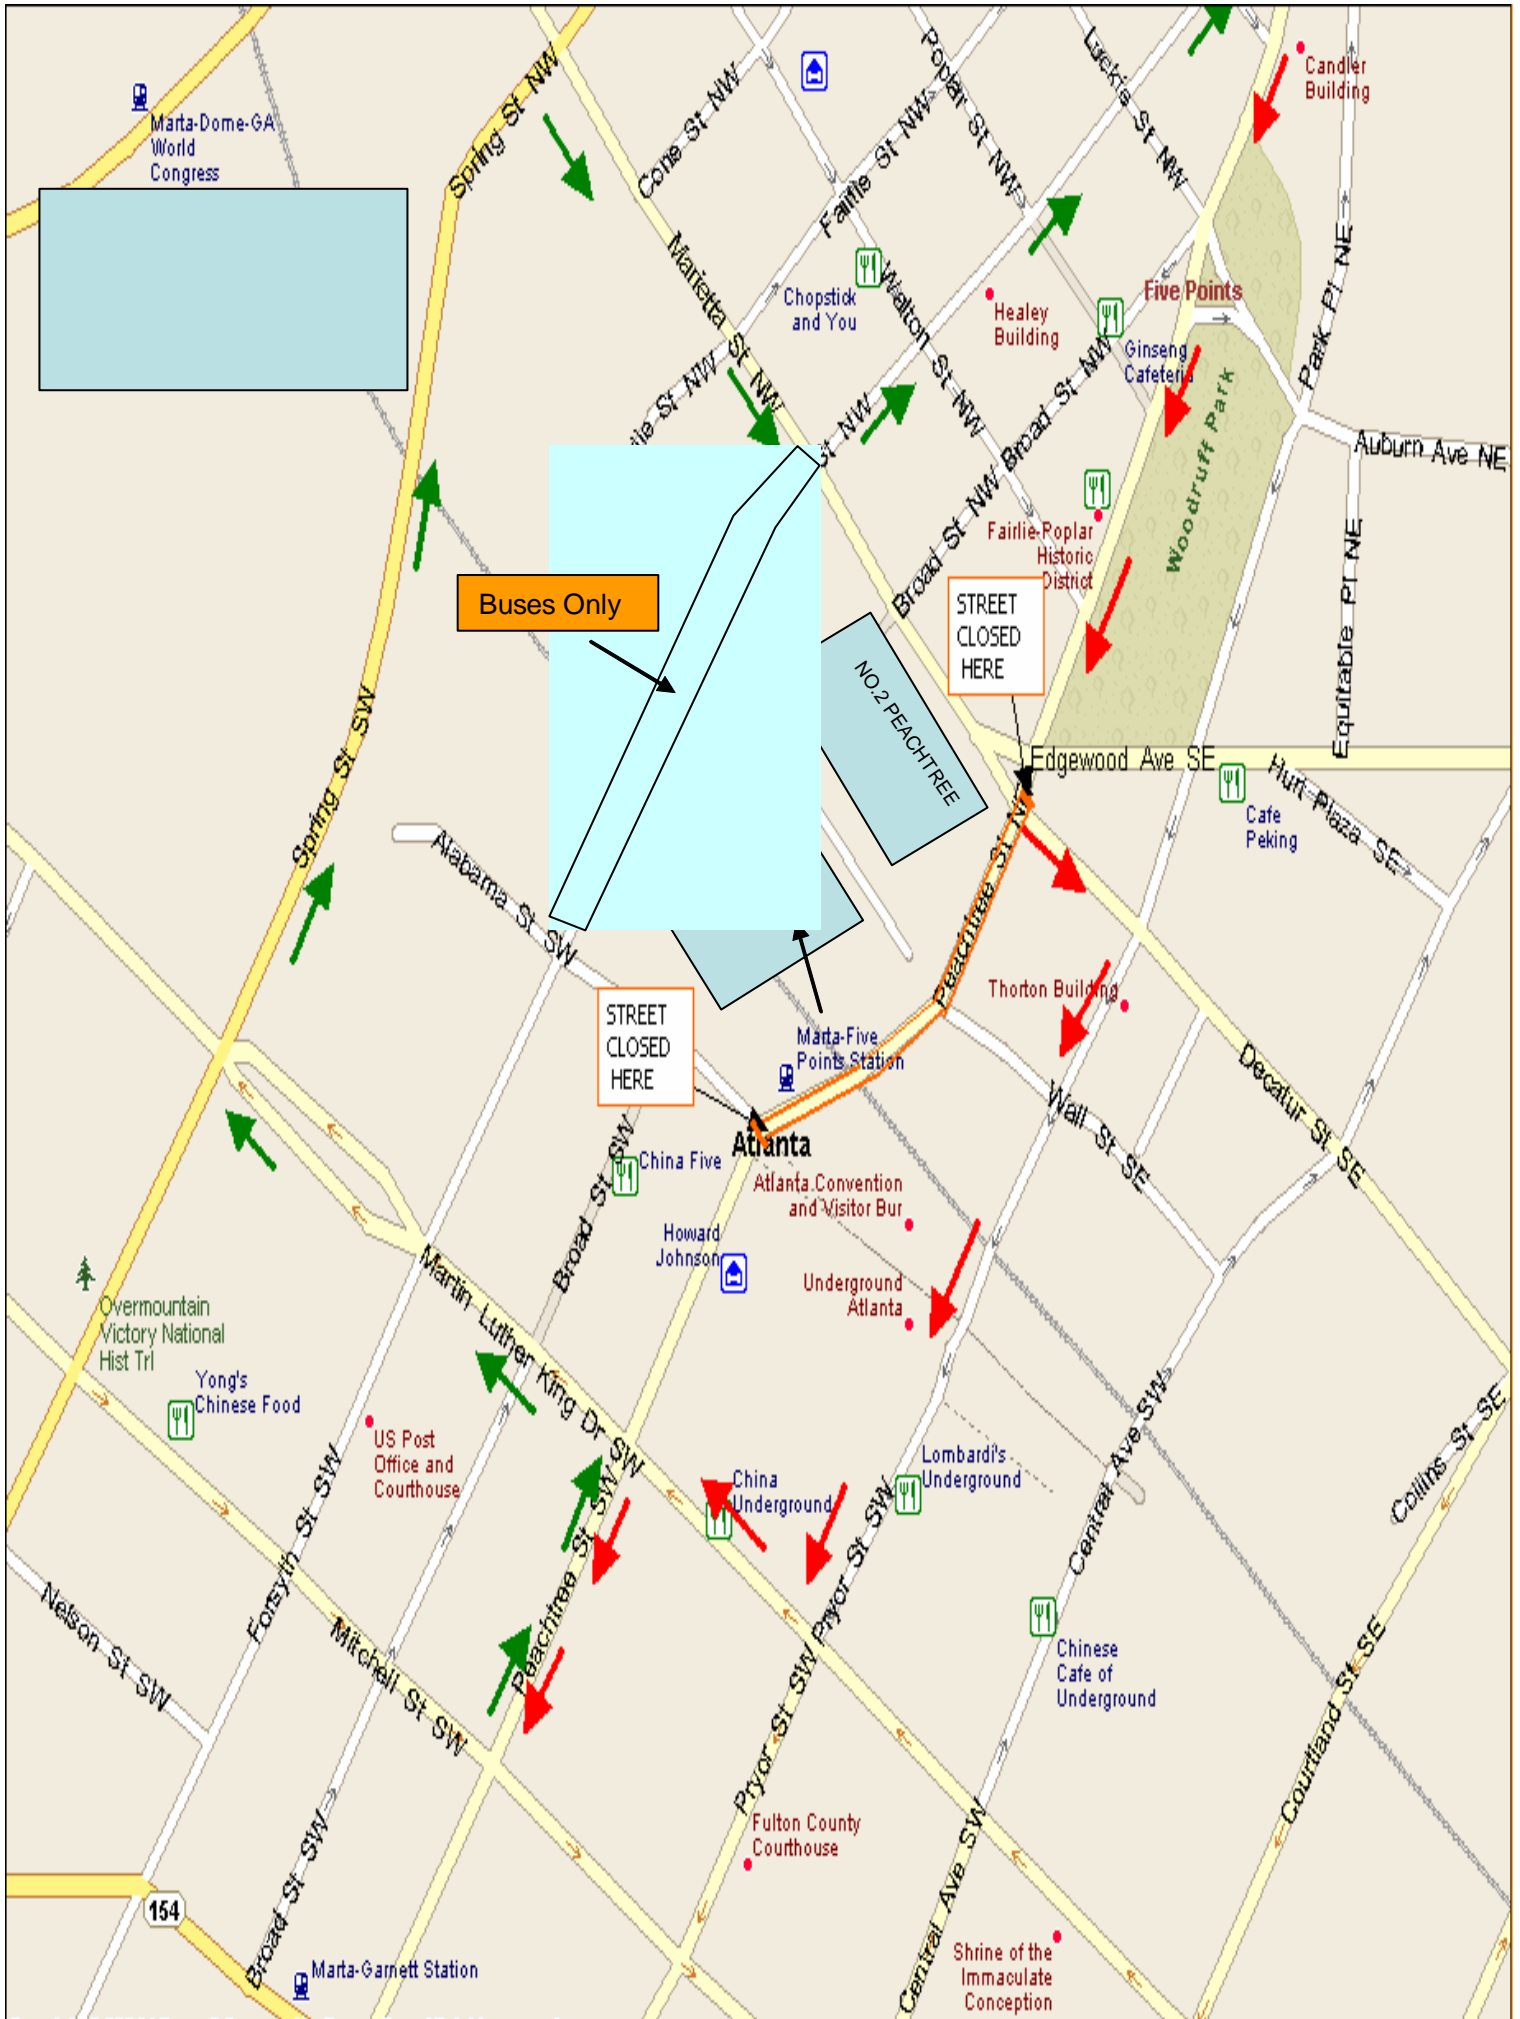 Candler
Building
Marta-Dome-GA
World
Congress
Spring St NW
Cone St NW
Fairlie St NW
Poplar St NW
Luckie St NW
Marietta St NW
Chopstick
and You
Walton St NW
Healey
Building
Five Points
Ginseng
Cafeteria
Park Pl NE
Auburn Ave NE
lie St NW
St NW
Broad St NW
Broad St NW
Woodruff Park
Fairlie-Poplar
Historic
District
Equitable Pl NE
Buses Only
STREET
CLOSED
HERE
NO.2 PEACHTREE
Edgewood Ave SE
Hurt Plaza SE
Cafe
Peking
Spring St SW
Alabama St SW
Peachtree St N
Thorton Building
STREET
CLOSED
HERE
Marta-Five
Points Station
Decatur St SE
Wall St SE
Atlanta
China Five
Atlanta Convention
and Visitor Bur
Broad St SW
Howard
Johnson
Underground
Atlanta
Martin Luther King Dr SW
Overmountain
Victory National
Hist Trl
Yong's
Chinese Food
US Post
Office and
Courthouse
China
Underground
Lombardi's
Underground
Central Ave SW
Collins St SE
Forsyth St SW
Peachtree St SW
Pryor St SW
Nelson St SW
Mitchell St SW
Pryor St SW
Chinese
Cafe of
Underground
Courtland St SE
Fulton County
Courthouse
154
Broad St SW
Central Ave SW
Marta-Garnett Station
Shrine of the
Immaculate
Conception